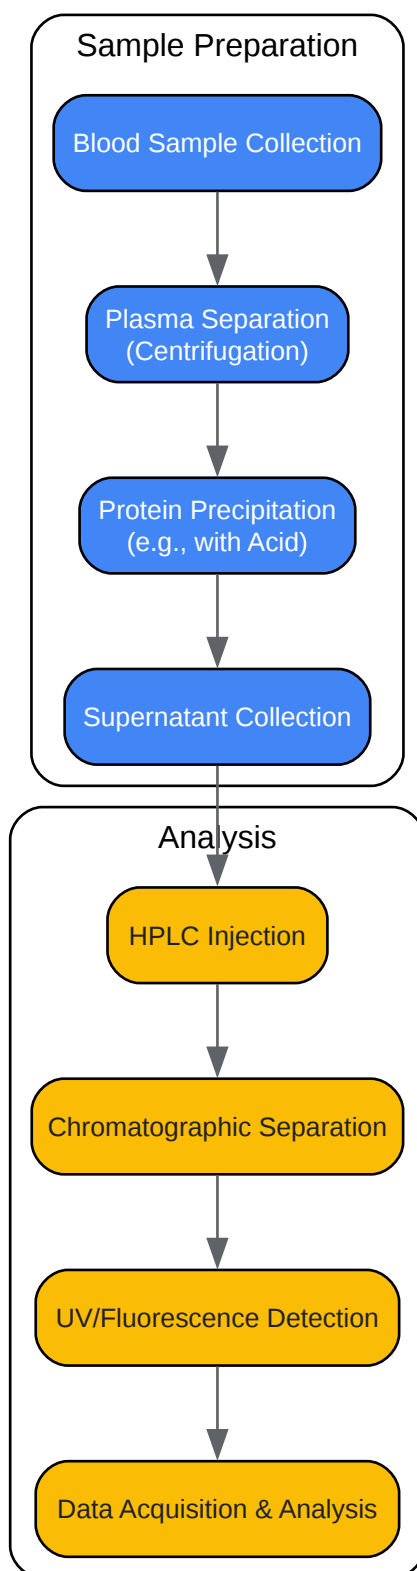 Sample Preparation
Blood Sample Collection
Plasma Separation
(Centrifugation)
Protein Precipitation
(e.g., with Acid)
Supernatant Collection
Analysis
HPLC Injection
Chromatographic Separation
UV/Fluorescence Detection
Data Acquisition & Analysis